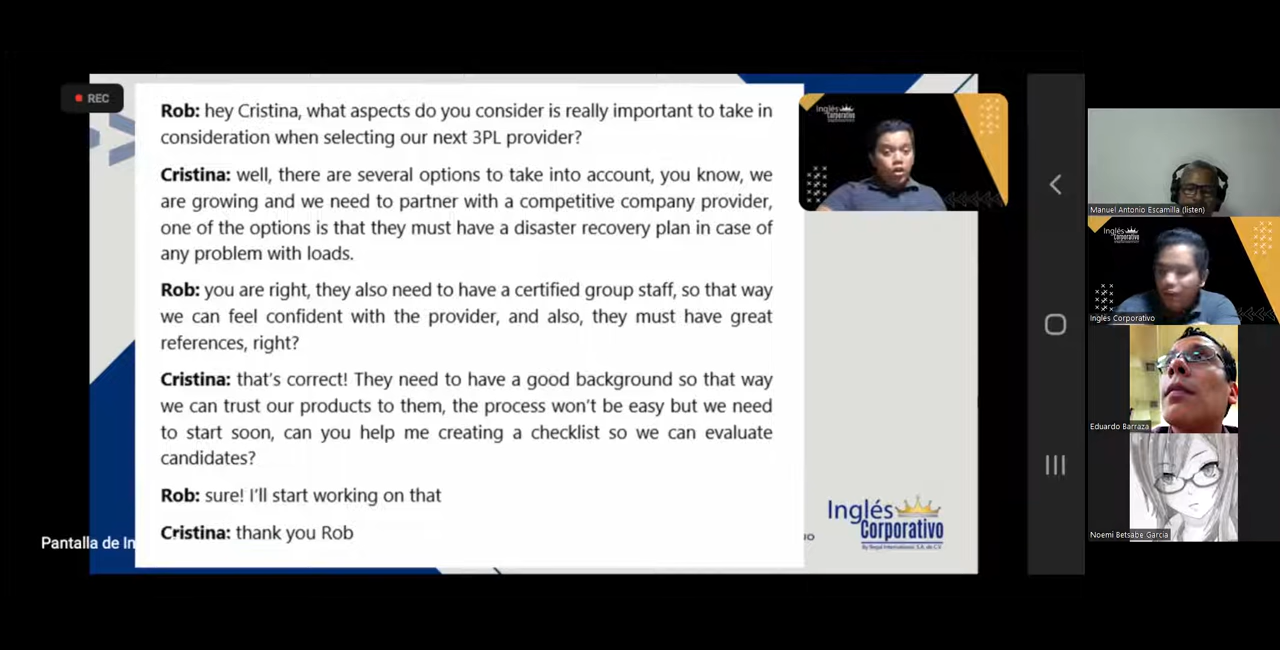 REC
Rob: hey Cristina, what aspects do you consider is really important to take in
consideration when selecting our next 3PL provider?
Cristina: well, there are several options to take into account, you know, we
are growing and we need to partner with a competitive company provider,
one of the options is that they must have a disaster recovery plan in case of
any problem with loads.
Rob: you are right, they also need to have a certified group staff, so that way
we can feel confident with the provider, and also, they must have great
references, right?
Cristina: that's correct! They need to have a good background so that way
we can trust our products to them, the process won't be easy but we need
to start soon, can you help me creating a checklist so we can evaluate
candidates?
Rob: sure! I'll start working on that
Cristina: thank you Rob
Pantalla de In
Inglés
Corporativo
Inglés
Corporativo
Manuel Antonio Escamilla (listen)
Inglés
Corporativo
Inglés Corporativo
Eduardo Barraza
Noemi Betsabe Garcia